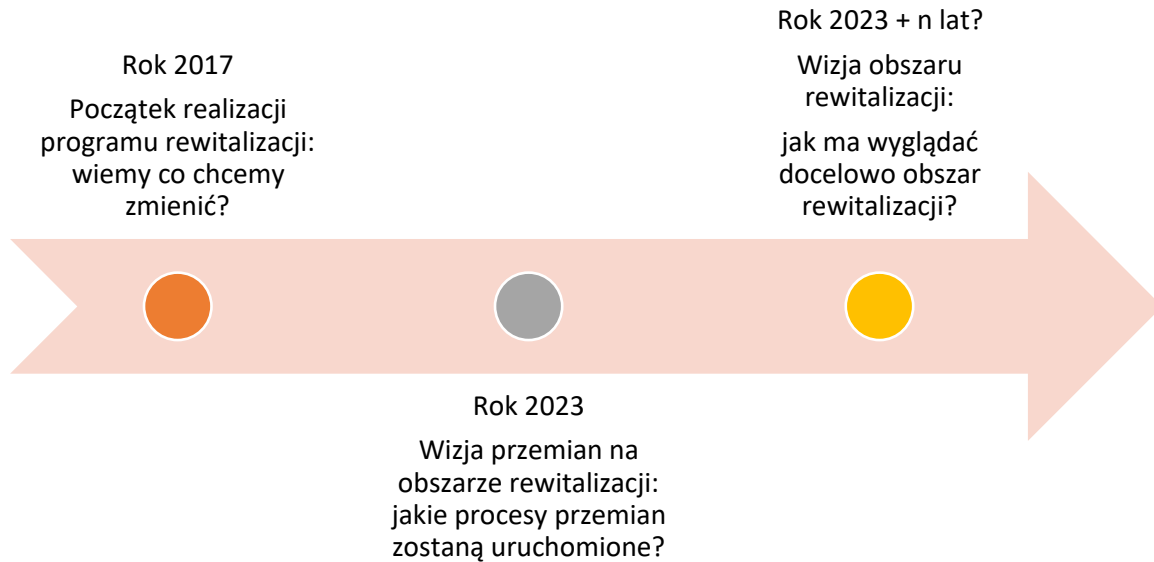 Rok 2017
Początek realizacji
programu rewitalizacji:
wiemy co chcemy
zmienić?
Rok 2023
Wizja przemian na
obszarze rewitalizacji:
jakie procesy przemian
zostaną uruchomione?
Rok 2023 + n lat?
Wizja obszaru
rewitalizacji:
jak ma wyglądać
docelowo obszar
rewitalizacji?